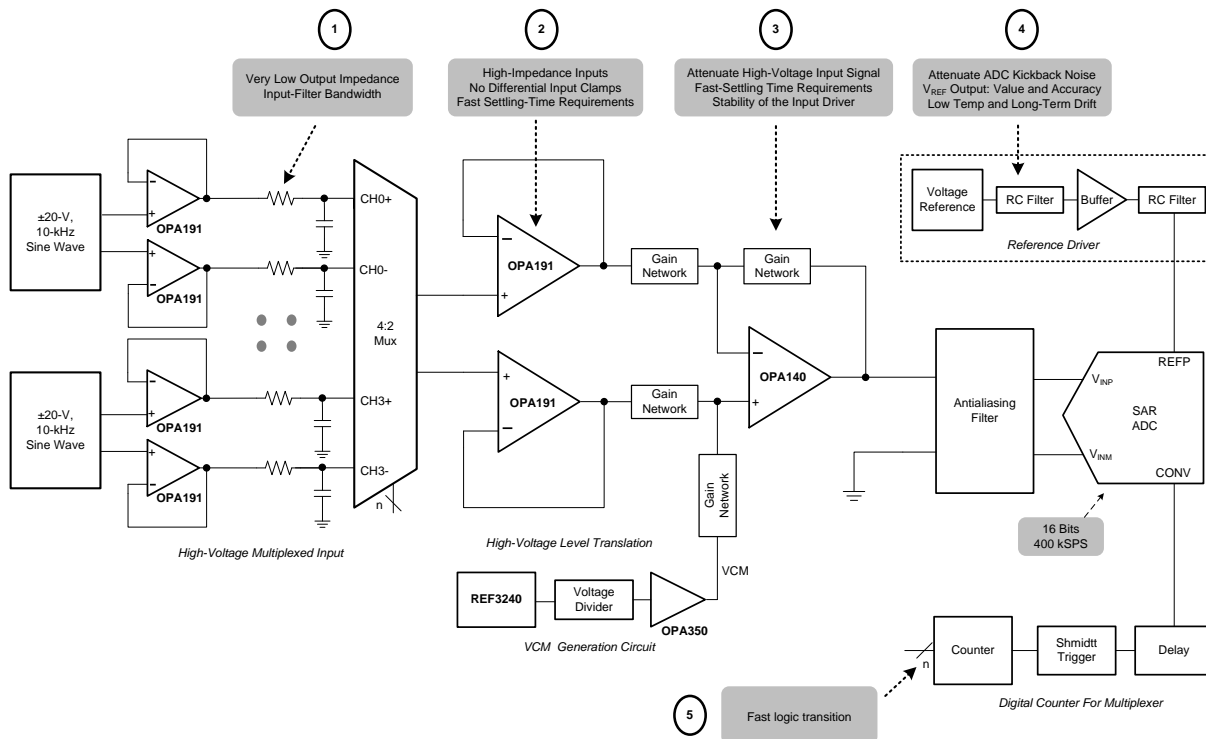 1
2
3
4
Very Low Output Impedance
Input-Filter Bandwidth
High-Impedance Inputs
No Differential Input Clamps
Fast Settling-Time Requirements
Attenuate High-Voltage Input Signal
Fast-Settling Time Requirements
Stability of the Input Driver
Attenuate ADC Kickback Noise
VREF Output: Value and Accuracy
Low Temp and Long-Term Drift
±20-V,
10-kHz
Sine Wave
−
+
OPA191
+
−
OPA191
CH0+
CH0-
±20-V,
10-kHz
Sine Wave
−
+
OPA191
+
−
OPA191
CH3+
CH3-
4:2
Mux
n
High-Voltage Multiplexed Input
−
OPA191
+
+
OPA191
−
High-Voltage Level Translation
Gain
Network
Gain
Network
Gain
Network
Gain
Network
−
OPA140
+
VCM
REF3240
Voltage
Divider
OPA350
VCM Generation Circuit
Voltage
Reference
RC Filter
Buffer
RC Filter
Reference Driver
Antialiasing
Filter
REFP
VINP
SAR
ADC
VINM
CONV
16 Bits
400 kSPS
n
Counter
Shmidtt
Trigger
Delay
Digital Counter For Multiplexer
5
Fast logic transition